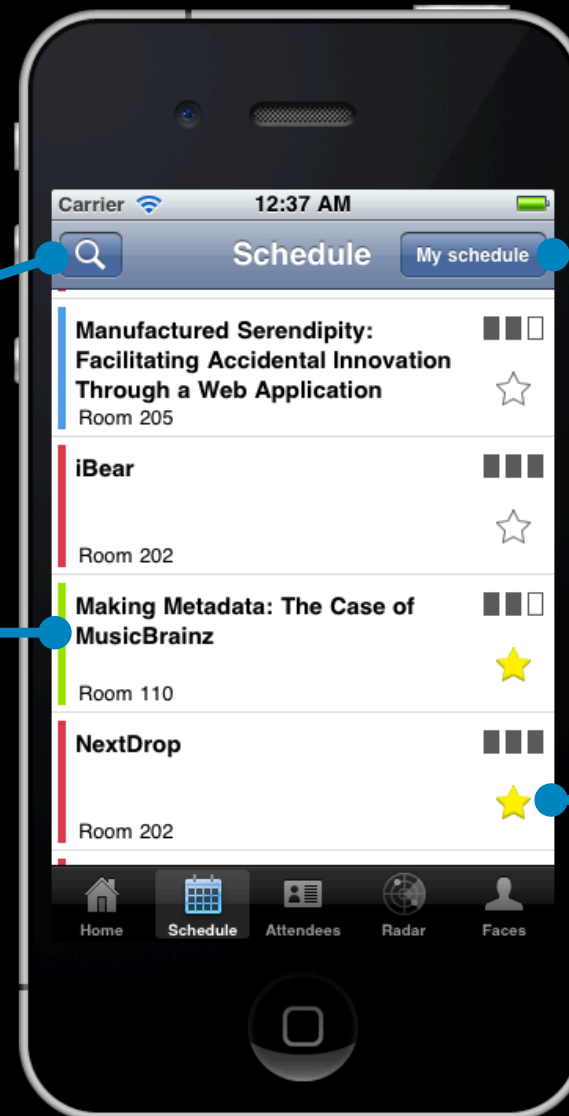 Carrier 12:37 AM
Schedule My schedule
Manufactured Serendipity:
Facilitating Accidental Innovation
Through a Web Application
Room 205
iBear
Room 202
Making Metadata: The Case of
MusicBrainz
Room 110
NextDrop
Room 202
Home Schedule Attendees Radar Faces